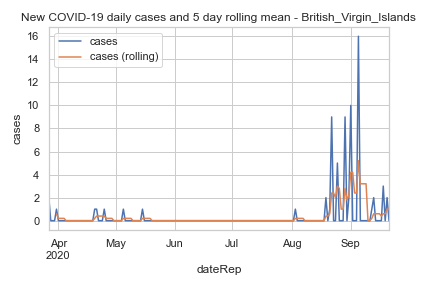 New COVID-19 daily cases and 5 day rolling mean - British_Virgin_Islands
cases
cases (rolling)
16
14
12
10
8
6
4
2
0
cases
Apr May Jun Jul Aug Sep
2020
dateRep